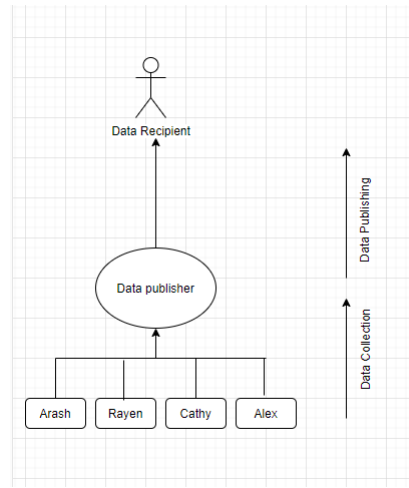 Data Recipient
Data Publishing
Data publisher
Data Collection
Arash
Rayen
Cathy
Alex